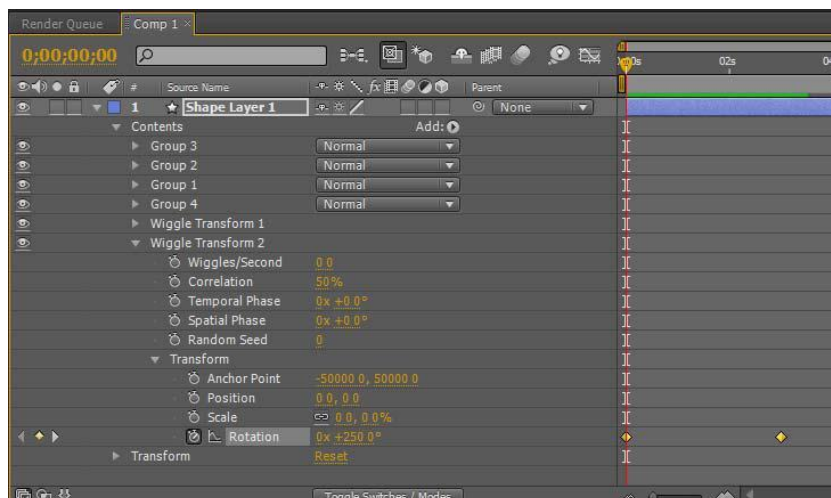 Render Queue Comp 1 ×
0;00;00;00
00s 02s 04
# Source Name Parent
1 Shape Layer 1 None
Contents Add:
Group 3 Normal
Group 2 Normal
Group 1 Normal
Group 4 Normal
Wiggle Transform 1
Wiggle Transform 2
Wiggles/Second 0 0
Correlation 50%
Temporal Phase 0x +0 0°
Spatial Phase 0x +0 0°
Random Seed 0
Transform
Anchor Point -50000 0, 50000 0
Position 0 0, 0 0
Scale 0 0, 0 0%
Rotation 0x +250 0°
Transform Reset
Toggle Switches / Modes